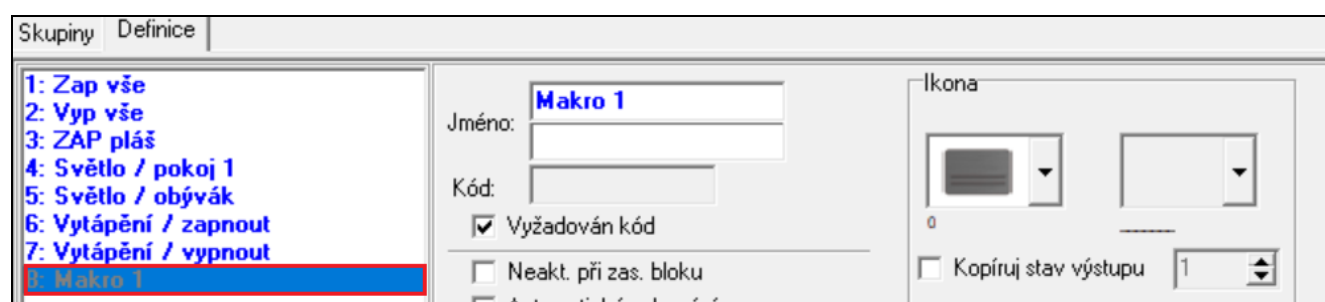 Skupiny Definice
1: Zap vše
2: Vyp vše
3: ZAP pláš
4: Světlo / pokoj 1
5: Světlo / obývák
6: Vytápění / zapnout
7: Vytápění / vypnout
8: Makro 1
Jméno: Makro 1
Kód:
Vyžadován kód
Neakt. při zas. bloku
Ikona
0
Kopíruj stav výstupu 1